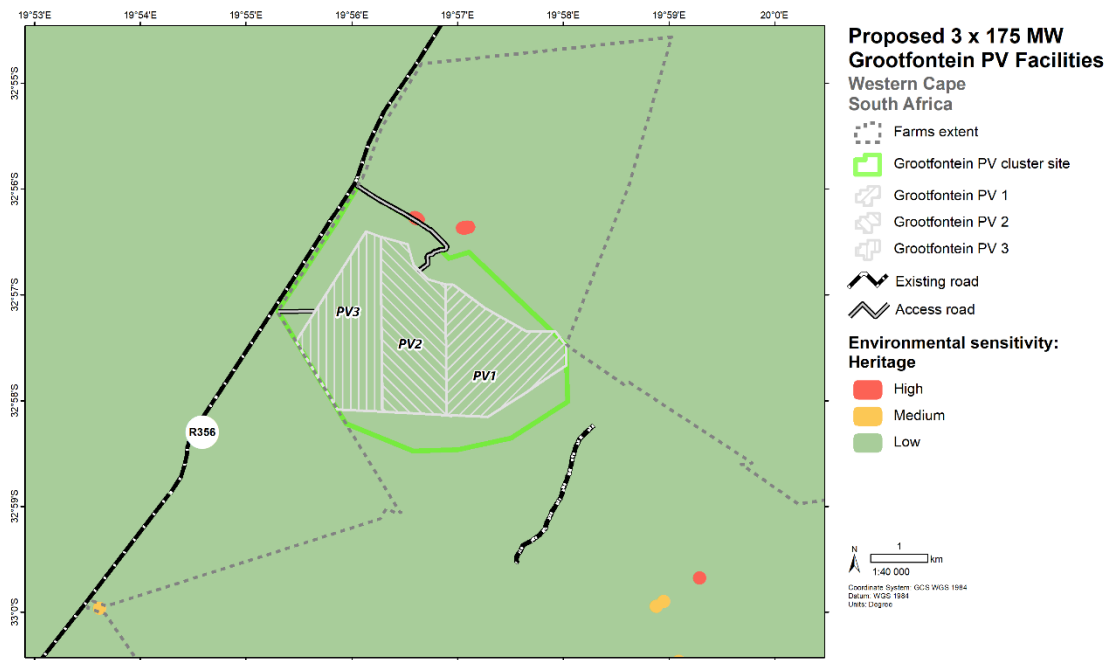 19°53'E
19°54'E
19°55'E
19°56'E
19°57'E
19°58'E
19°59'E
20°0'E
32°55'S
32°56'S
32°57'S
32°58'S
32°59'S
33°0'S
PV3
PV2
PV1
R356
Proposed 3 x 175 MW
Grootfontein PV Facilities
Western Cape
South Africa
Farms extent
Grootfontein PV cluster site
Grootfontein PV 1
Grootfontein PV 2
Grootfontein PV 3
Existing road
Access road
Environmental sensitivity:
Heritage
High
Medium
Low
N
1
km
1:40 000
Coordinate System: GCS WGS 1984
Datum: WGS 1984
Units: Degree